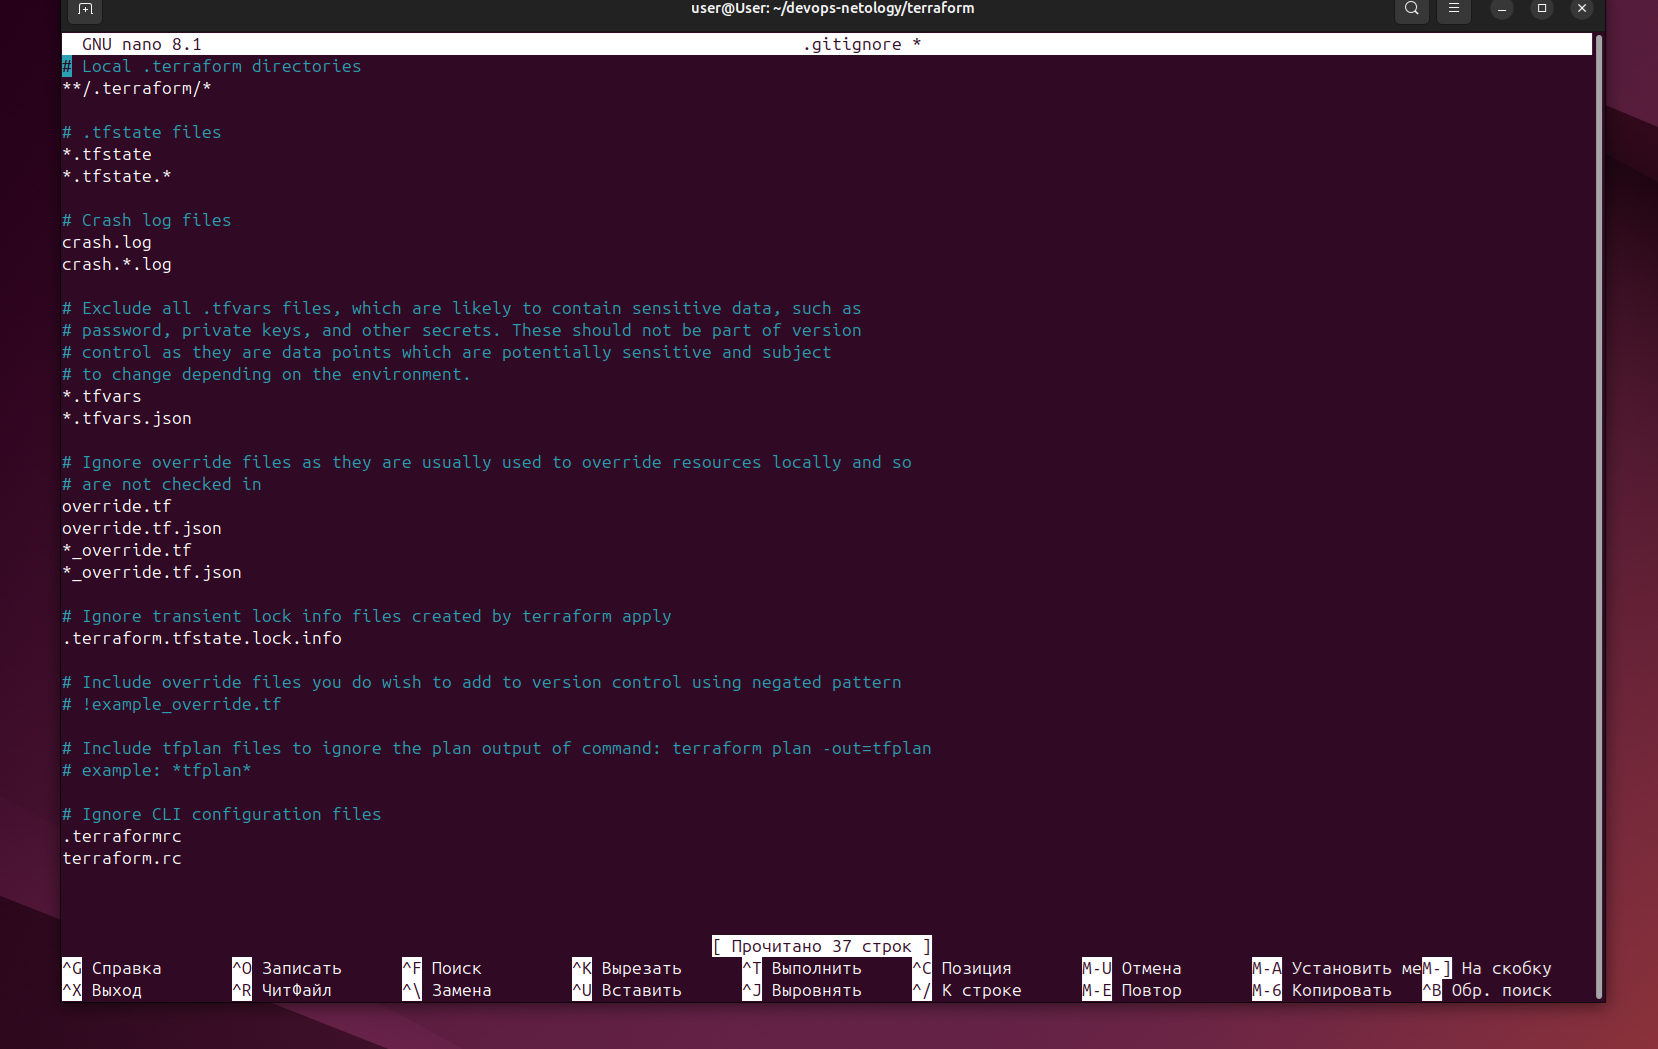 user@User: ~/devops-netology/terraform
GNU nano 8.1 .gitignore *
# Local .terraform directories
**/.terraform/*

# .tfstate files
*.tfstate
*.tfstate.*

# Crash log files
crash.log
crash.*.log

# Exclude all .tfvars files, which are likely to contain sensitive data, such as
# password, private keys, and other secrets. These should not be part of version
# control as they are data points which are potentially sensitive and subject
# to change depending on the environment.
*.tfvars
*.tfvars.json

# Ignore override files as they are usually used to override resources locally and so
# are not checked in
override.tf
override.tf.json
*_override.tf
*_override.tf.json

# Ignore transient lock info files created by terraform apply
.terraform.tfstate.lock.info

# Include override files you do wish to add to version control using negated pattern
# !example_override.tf

# Include tfplan files to ignore the plan output of command: terraform plan -out=tfplan
# example: *tfplan*

# Ignore CLI configuration files
.terraformrc
terraform.rc

[ Прочитано 37 строк ]
^G Справка ^O Записать ^F Поиск ^K Вырезать ^T Выполнить ^C Позиция M-U Отмена M-A Установить меM-] На скобку
^X Выход ^R ЧитФайл ^\ Замена ^U Вставить ^J Выровнять ^/ К строке M-E Повтор M-6 Копировать ^B Обр. поиск